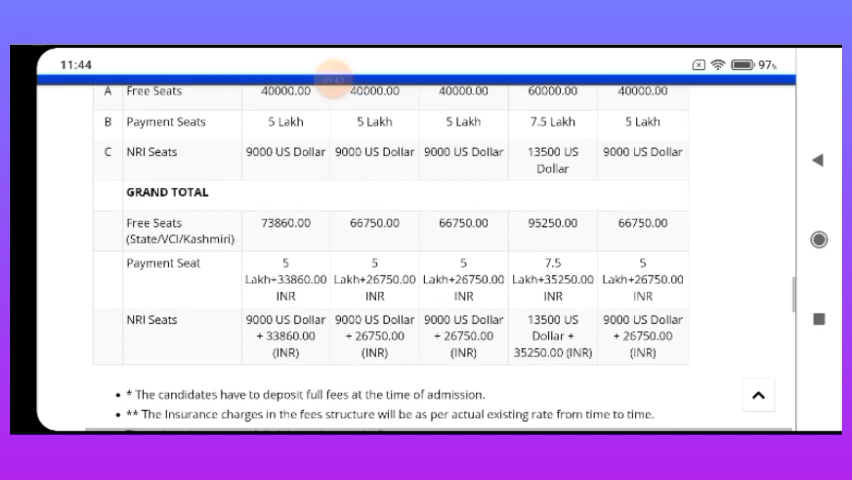 11:44 97%
A Free Seats 40000.00 40000.00 40000.00 60000.00 40000.00
B Payment Seats 5 Lakh 5 Lakh 5 Lakh 7.5 Lakh 5 Lakh
C NRI Seats 9000 US Dollar 9000 US Dollar 9000 US Dollar 13500 US 9000 US Dollar
Dollar
GRAND TOTAL
Free Seats 73860.00 66750.00 66750.00 95250.00 66750.00
(State/VCI/Kashmiri)
Payment Seat 5 5 5 7.5 5
Lakh+33860.00 Lakh+26750.00 Lakh+26750.00 Lakh+35250.00 Lakh+26750.00
INR INR INR INR INR
NRI Seats 9000 US Dollar 9000 US Dollar 9000 US Dollar 13500 US 9000 US Dollar
+ 33860.00 + 26750.00 + 26750.00 Dollar + + 26750.00
(INR) (INR) (INR) 35250.00 (INR) (INR)
• * The candidates have to deposit full fees at the time of admission.
• ** The Insurance charges in the fees structure will be as per actual existing rate from time to time.